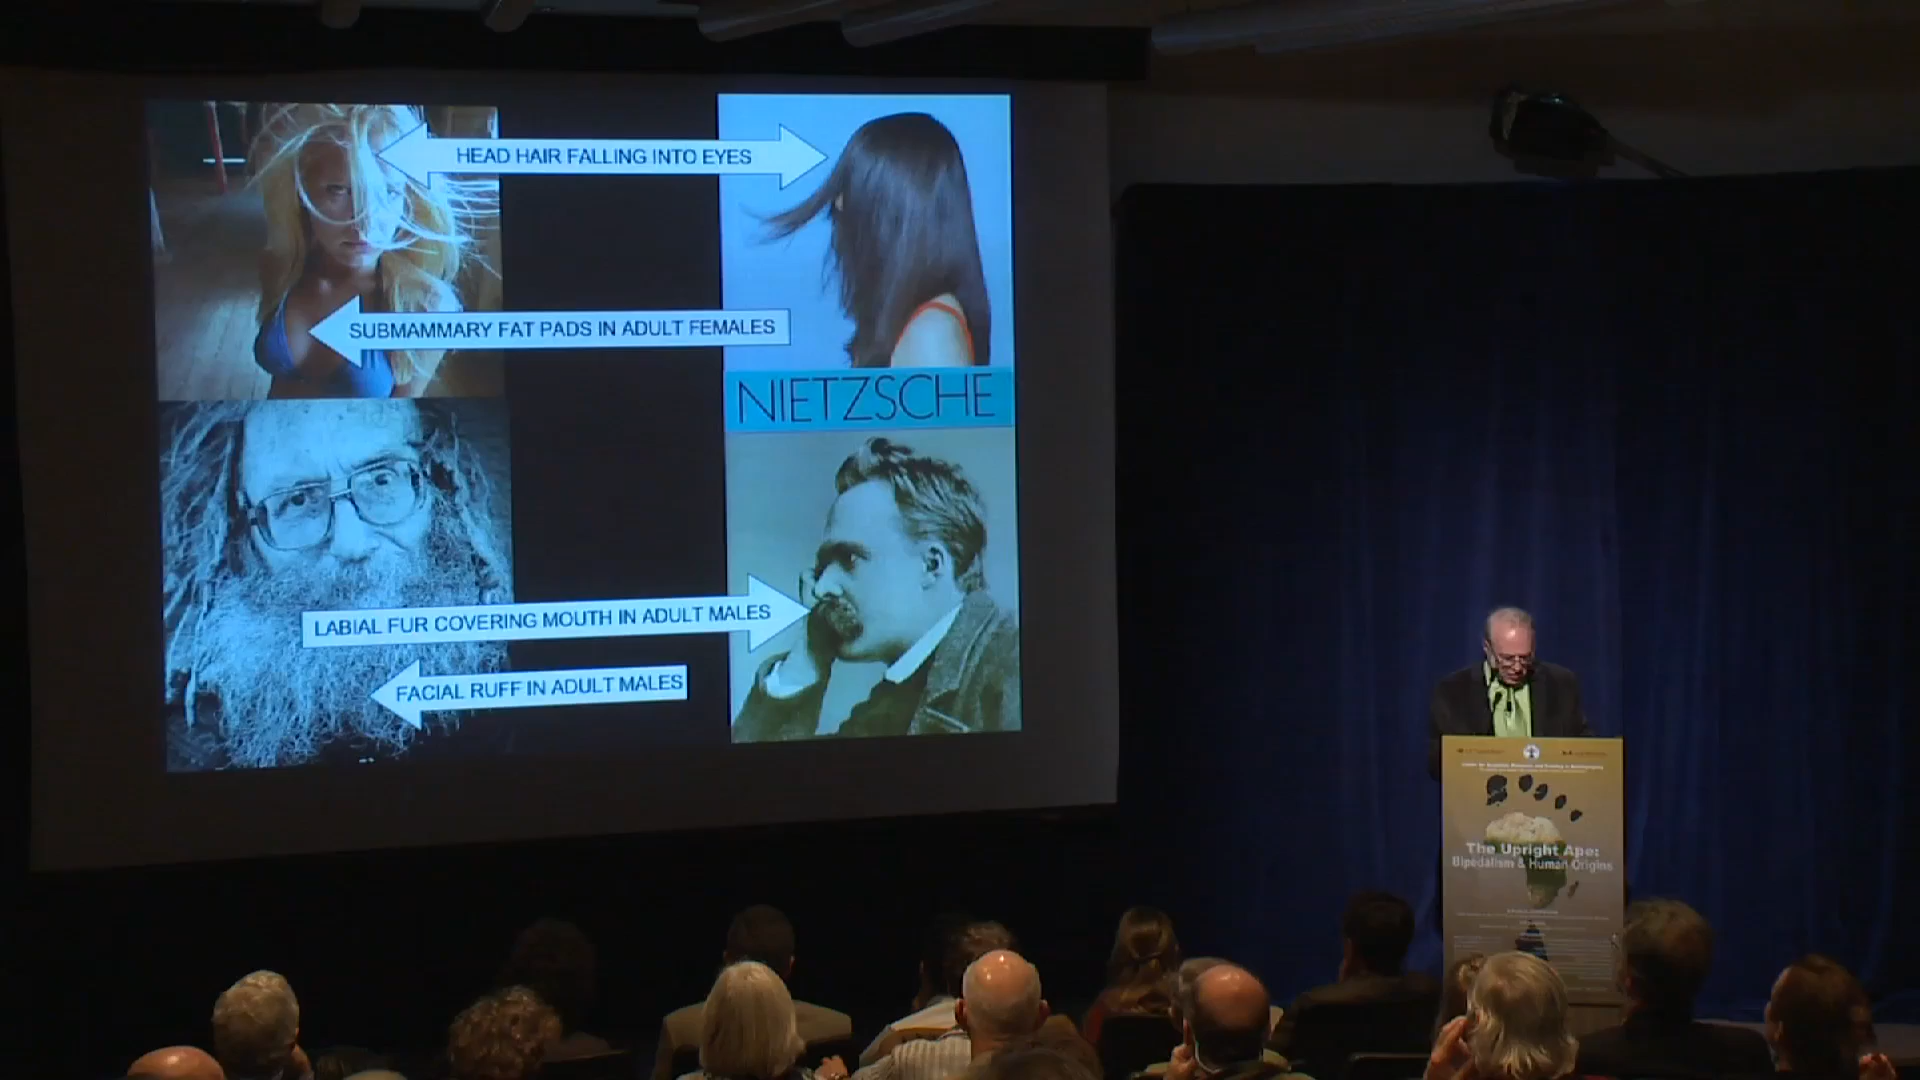 HEAD HAIR FALLING INTO EYES
SUBMAMMARY FAT PADS IN ADULT FEMALES
NIETZSCHE
LABIAL FUR COVERING MOUTH IN ADULT MALES
FACIAL RUFF IN ADULT MALES
The Upright Ape:
Bipedalism & Human Origins